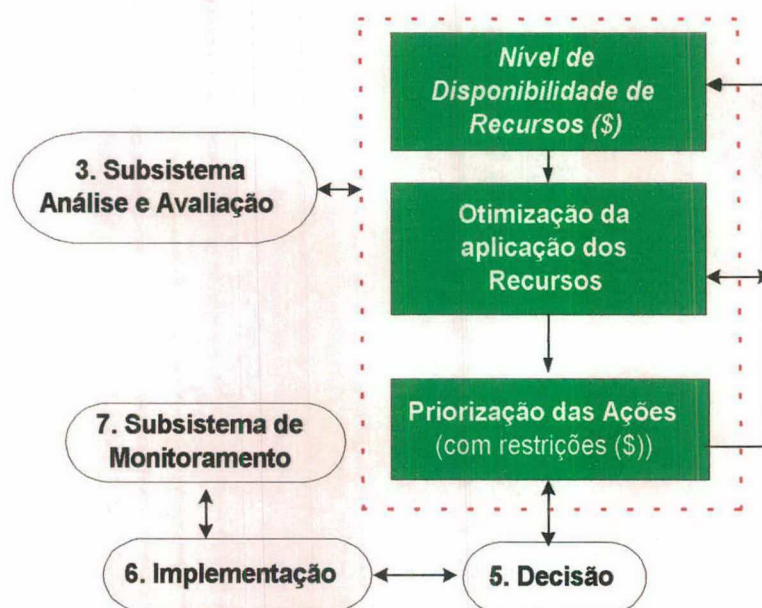 Nível de
Disponibilidade de
Recursos ($)
3. Subsistema
Análise e Avaliação
Otimização da
aplicação dos
Recursos
Priorização das Ações
(com restrições ($))
7. Subsistema de
Monitoramento
6. Implementação
5. Decisão